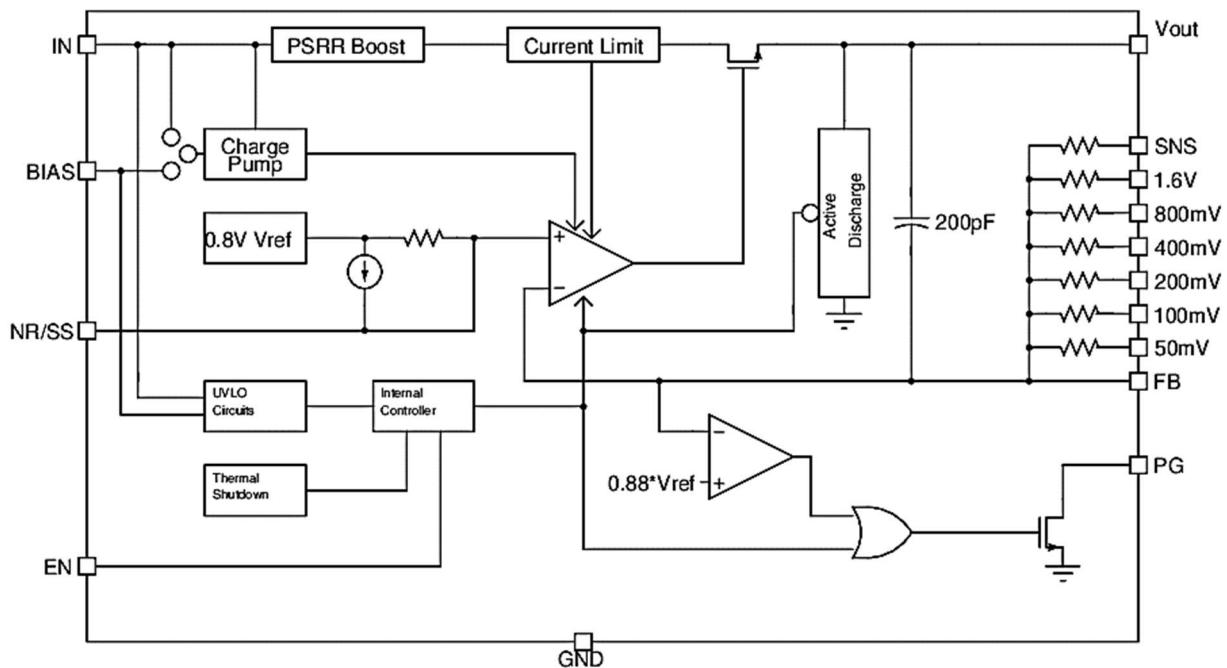 IN
PSRR Boost
Current Limit
Vout
BIAS
Charge
Pump
Active
Discharge
SNS
1.6V
800mV
400mV
200mV
100mV
50mV
200pF
0.8V Vref
+
−
NR/SS
FB
UVLO
Circuits
Internal
Controller
Thermal
Shutdown
−
0.88*Vref
+
PG
EN
GND